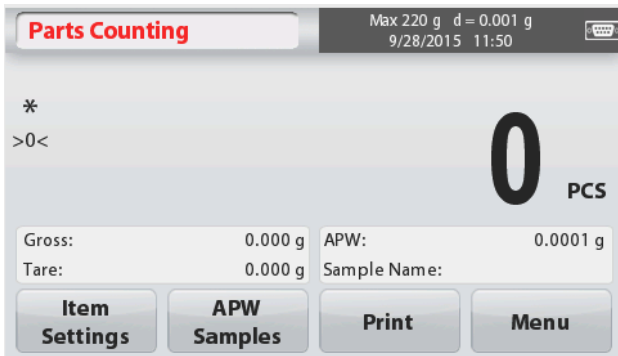 Parts Counting
Max 220 g d = 0.001 g
9/28/2015 11:50
*
>0<
0 PCS
Gross: 0.000 g
APW: 0.0001 g
Tare: 0.000 g
Sample Name:
Item
Settings
APW
Samples
Print
Menu